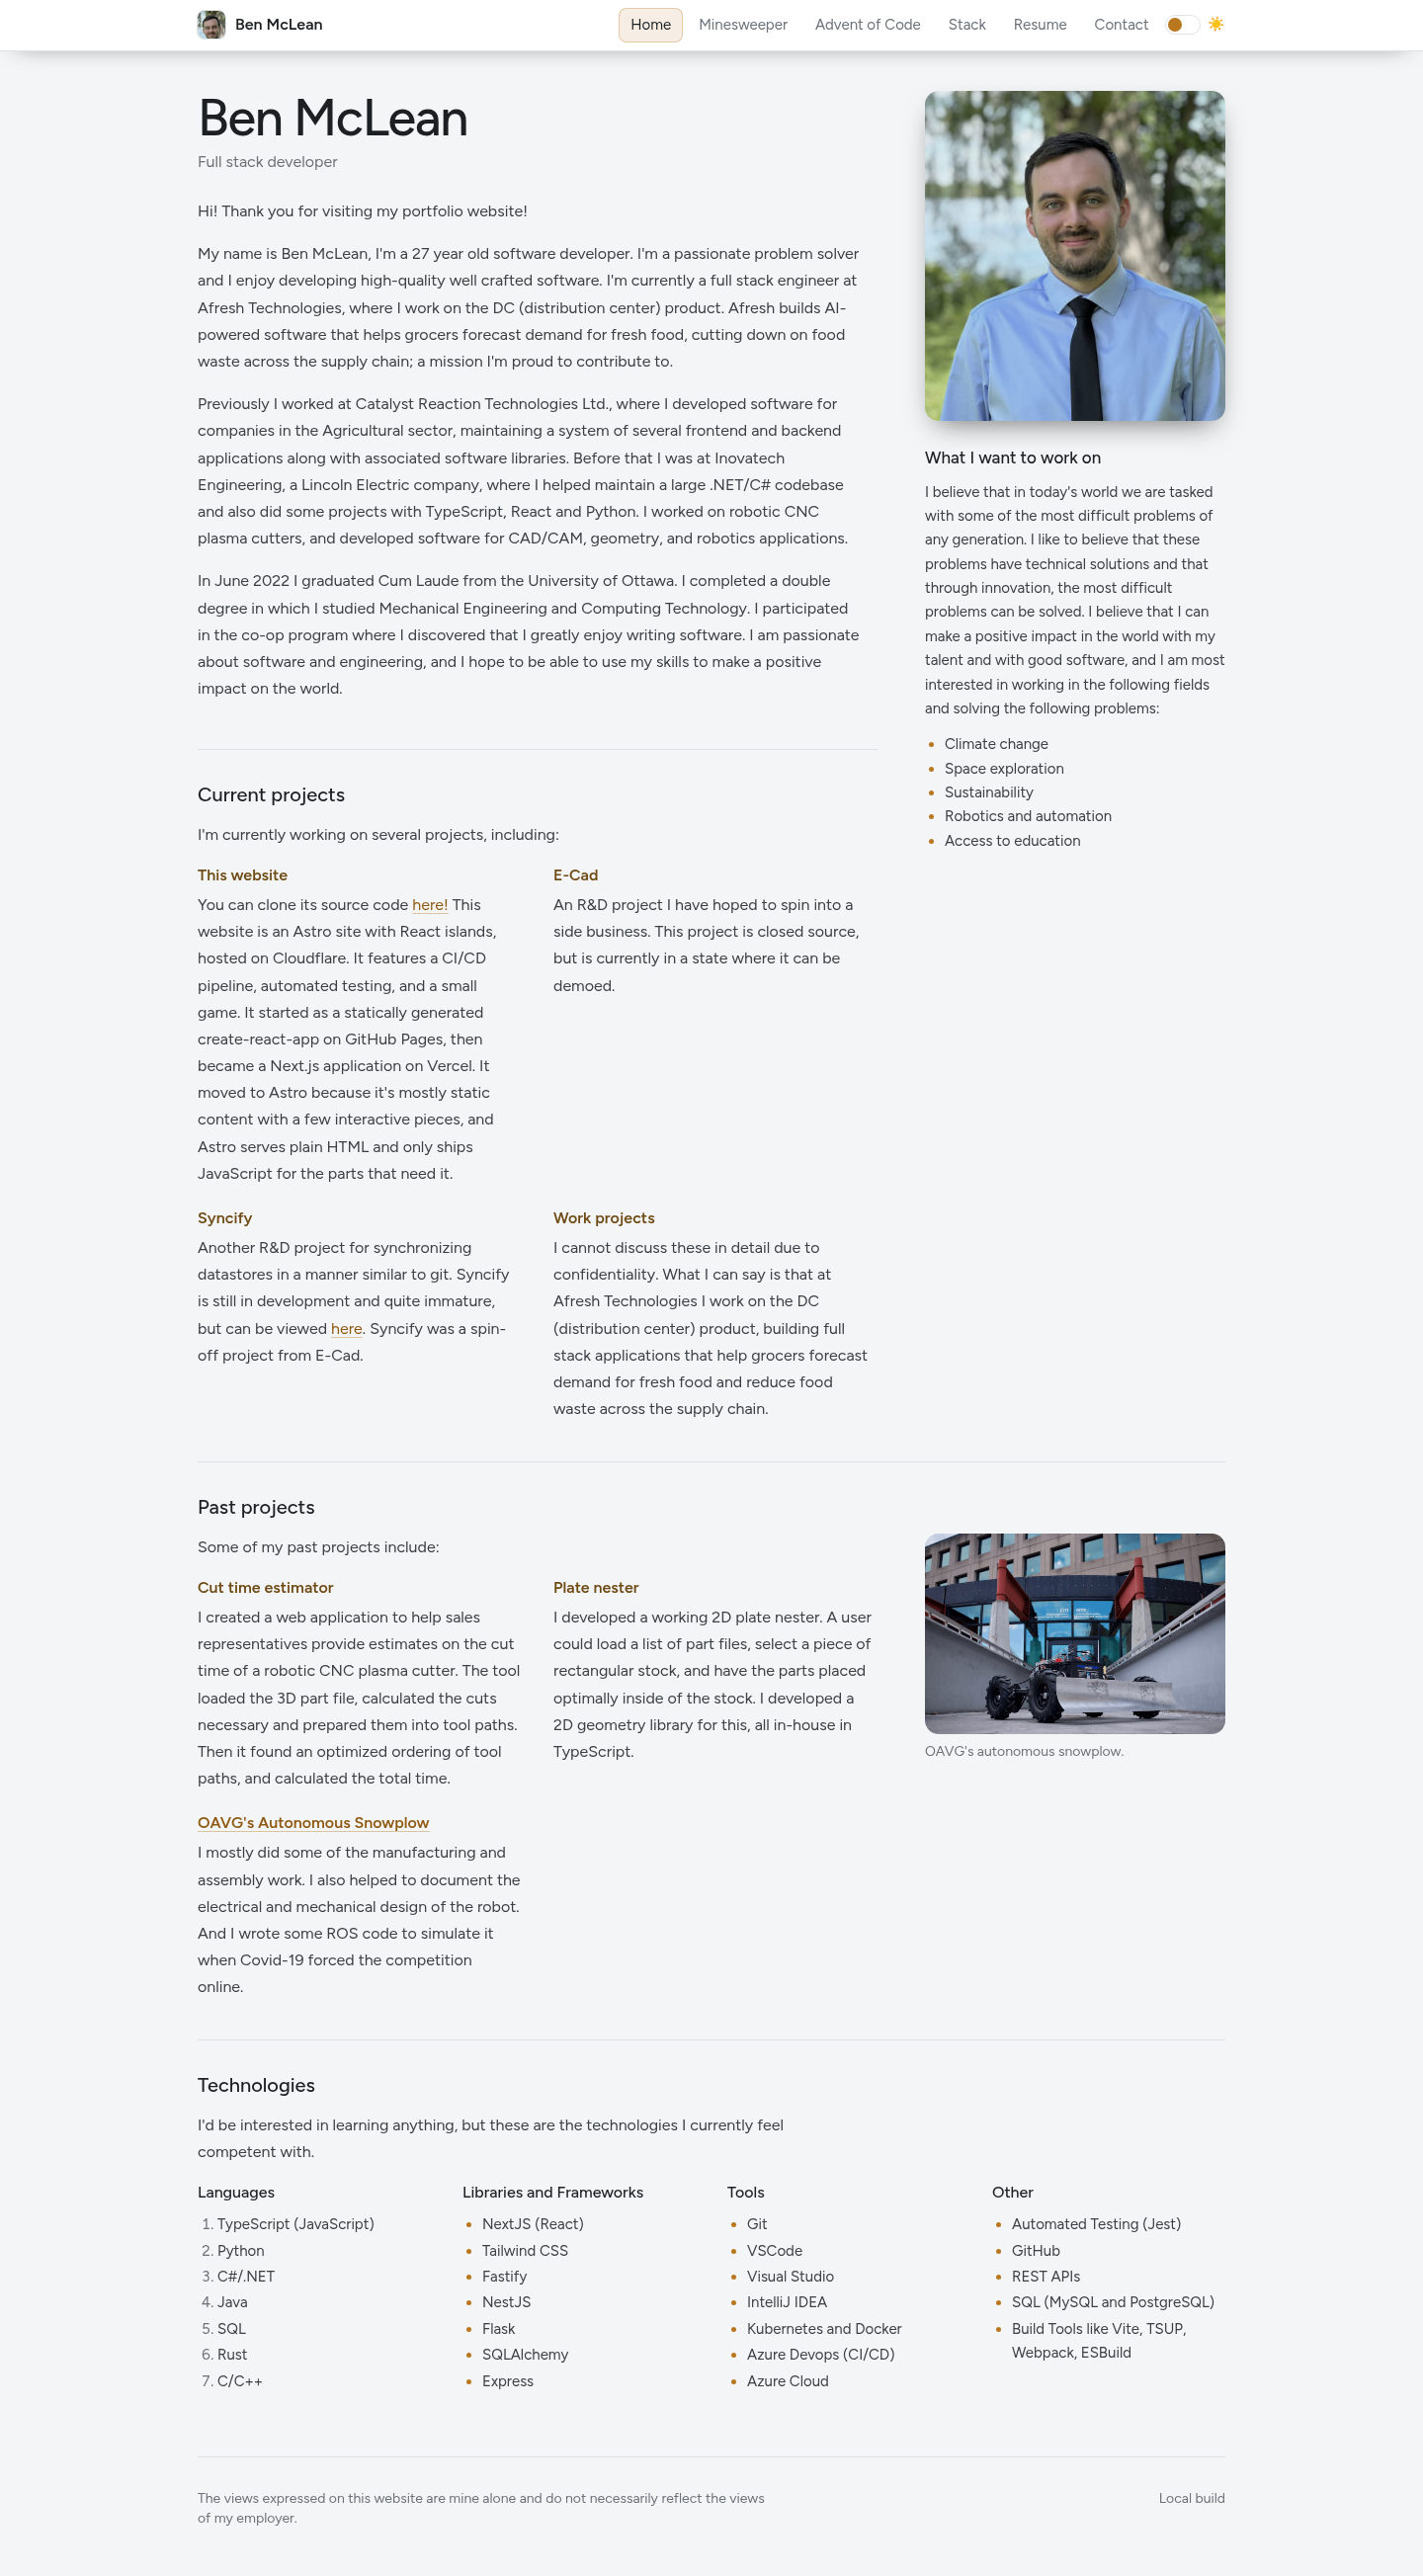 Ben McLean
Home
Minesweeper
Advent of Code
Stack
Resume
Contact
Ben McLean
Full stack developer
Hi! Thank you for visiting my portfolio website!
My name is Ben McLean, I'm a 27 year old software developer. I'm a passionate problem solver
and I enjoy developing high-quality well crafted software. I'm currently a full stack engineer at
Afresh Technologies, where I work on the DC (distribution center) product. Afresh builds AI-
powered software that helps grocers forecast demand for fresh food, cutting down on food
waste across the supply chain; a mission I'm proud to contribute to.
Previously I worked at Catalyst Reaction Technologies Ltd., where I developed software for
companies in the Agricultural sector, maintaining a system of several frontend and backend
applications along with associated software libraries. Before that I was at Inovatech
Engineering, a Lincoln Electric company, where I helped maintain a large .NET/C# codebase
and also did some projects with TypeScript, React and Python. I worked on robotic CNC
plasma cutters, and developed software for CAD/CAM, geometry, and robotics applications.
In June 2022 I graduated Cum Laude from the University of Ottawa. I completed a double
degree in which I studied Mechanical Engineering and Computing Technology. I participated
in the co-op program where I discovered that I greatly enjoy writing software. I am passionate
about software and engineering, and I hope to be able to use my skills to make a positive
impact on the world.
What I want to work on
I believe that in today's world we are tasked
with some of the most difficult problems of
any generation. I like to believe that these
problems have technical solutions and that
through innovation, the most difficult
problems can be solved. I believe that I can
make a positive impact in the world with my
talent and with good software, and I am most
interested in working in the following fields
and solving the following problems:
Climate change
Space exploration
Sustainability
Robotics and automation
Access to education
Current projects
I'm currently working on several projects, including:
This website
You can clone its source code here! This
website is an Astro site with React islands,
hosted on Cloudflare. It features a CI/CD
pipeline, automated testing, and a small
game. It started as a statically generated
create-react-app on GitHub Pages, then
became a Next.js application on Vercel. It
moved to Astro because it's mostly static
content with a few interactive pieces, and
Astro serves plain HTML and only ships
JavaScript for the parts that need it.
E-Cad
An R&D project I have hoped to spin into a
side business. This project is closed source,
but is currently in a state where it can be
demoed.
Syncify
Another R&D project for synchronizing
datastores in a manner similar to git. Syncify
is still in development and quite immature,
but can be viewed here. Syncify was a spin-
off project from E-Cad.
Work projects
I cannot discuss these in detail due to
confidentiality. What I can say is that at
Afresh Technologies I work on the DC
(distribution center) product, building full
stack applications that help grocers forecast
demand for fresh food and reduce food
waste across the supply chain.
Past projects
Some of my past projects include:
Cut time estimator
I created a web application to help sales
representatives provide estimates on the cut
time of a robotic CNC plasma cutter. The tool
loaded the 3D part file, calculated the cuts
necessary and prepared them into tool paths.
Then it found an optimized ordering of tool
paths, and calculated the total time.
Plate nester
I developed a working 2D plate nester. A user
could load a list of part files, select a piece of
rectangular stock, and have the parts placed
optimally inside of the stock. I developed a
2D geometry library for this, all in-house in
TypeScript.
OAVG's autonomous snowplow.
OAVG's Autonomous Snowplow
I mostly did some of the manufacturing and
assembly work. I also helped to document the
electrical and mechanical design of the robot.
And I wrote some ROS code to simulate it
when Covid-19 forced the competition
online.
Technologies
I'd be interested in learning anything, but these are the technologies I currently feel
competent with.
Languages
1. TypeScript (JavaScript)
2. Python
3. C#/.NET
4. Java
5. SQL
6. Rust
7. C/C++
Libraries and Frameworks
NextJS (React)
Tailwind CSS
Fastify
NestJS
Flask
SQLAlchemy
Express
Tools
Git
VSCode
Visual Studio
IntelliJ IDEA
Kubernetes and Docker
Azure Devops (CI/CD)
Azure Cloud
Other
Automated Testing (Jest)
GitHub
REST APIs
SQL (MySQL and PostgreSQL)
Build Tools like Vite, TSUP,
Webpack, ESBuild
The views expressed on this website are mine alone and do not necessarily reflect the views
of my employer.
Local build